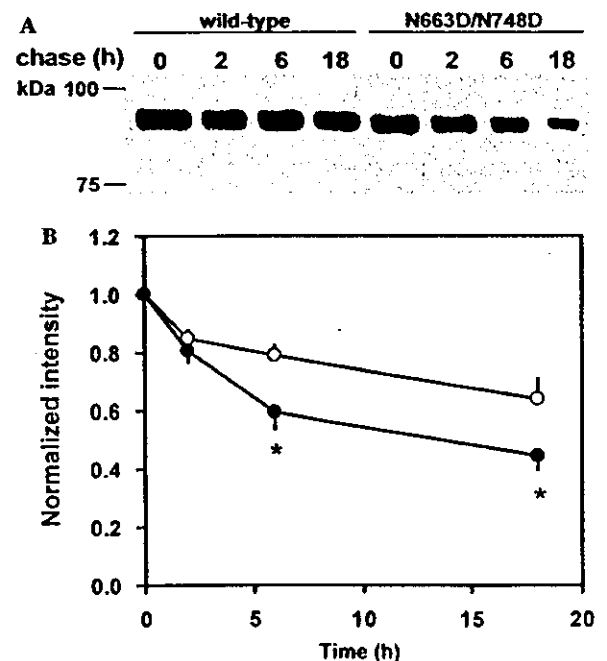 A wild-type N663D/N748D
chase (h) 0 2 6 18 0 2 6 18
kDa 100
75
B
1.2
1.0
0.8
0.6
0.4
0.2
0.0
Normalized intensity
* *
0 5 10 15 20
Time (h)